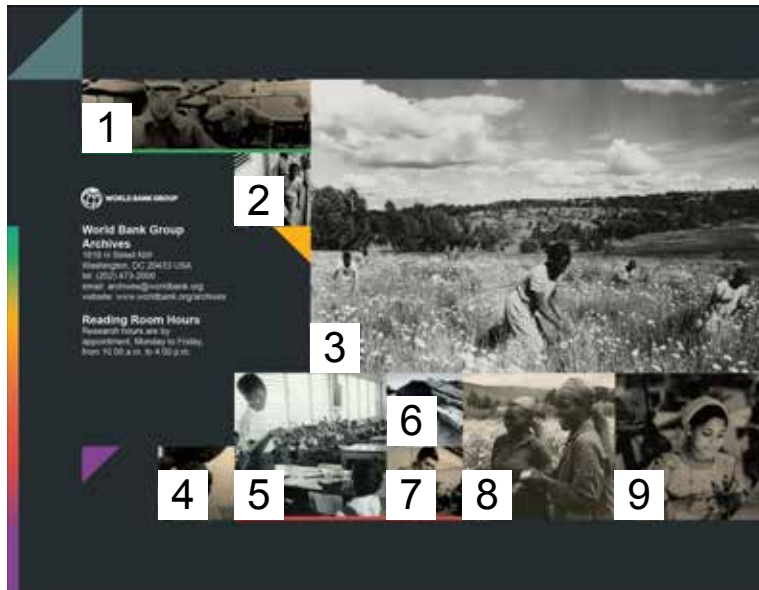 1
2
WORLD BANK GROUP
World Bank Group
Archives
1818 H Street NW
Washington, DC 20433 USA
tel: (202) 473-2000
email: archives@worldbank.org
website: www.worldbank.org/archives
Reading Room Hours
Research hours are by
appointment, Monday to Friday,
from 10:00 a.m. to 4:00 p.m.
3
6
4
5
7
8
9